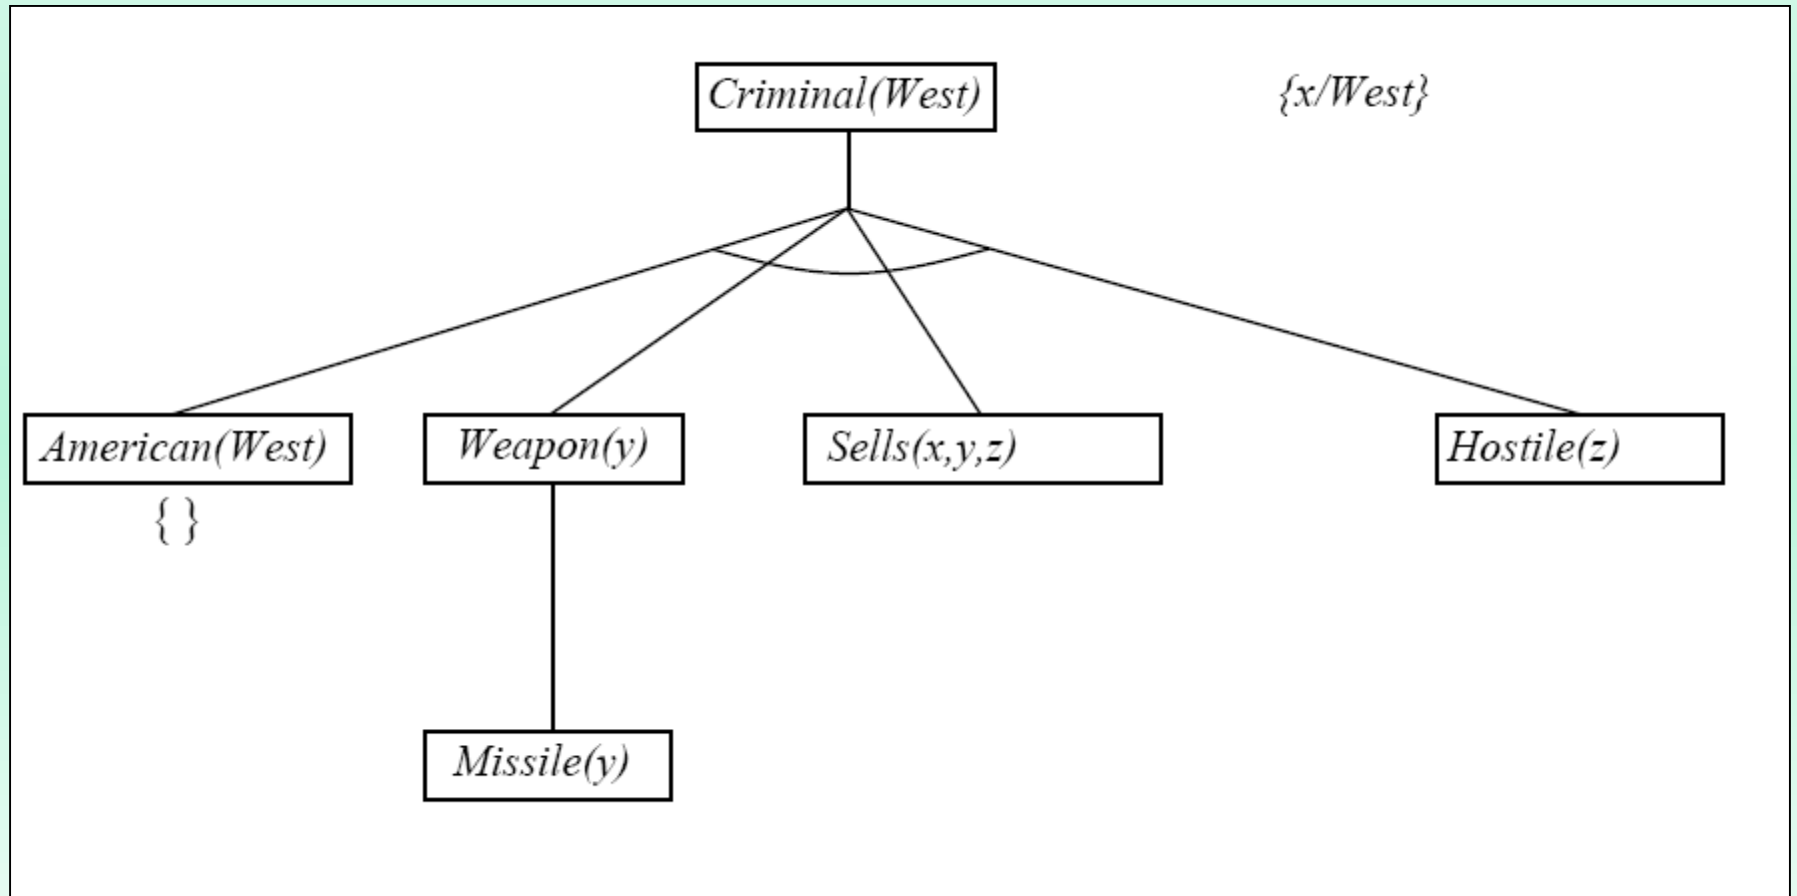 Criminal(West)
{x/West}
American(West)
Weapon(y)
Sells(x,y,z)
Hostile(z)
{ }
Missile(y)